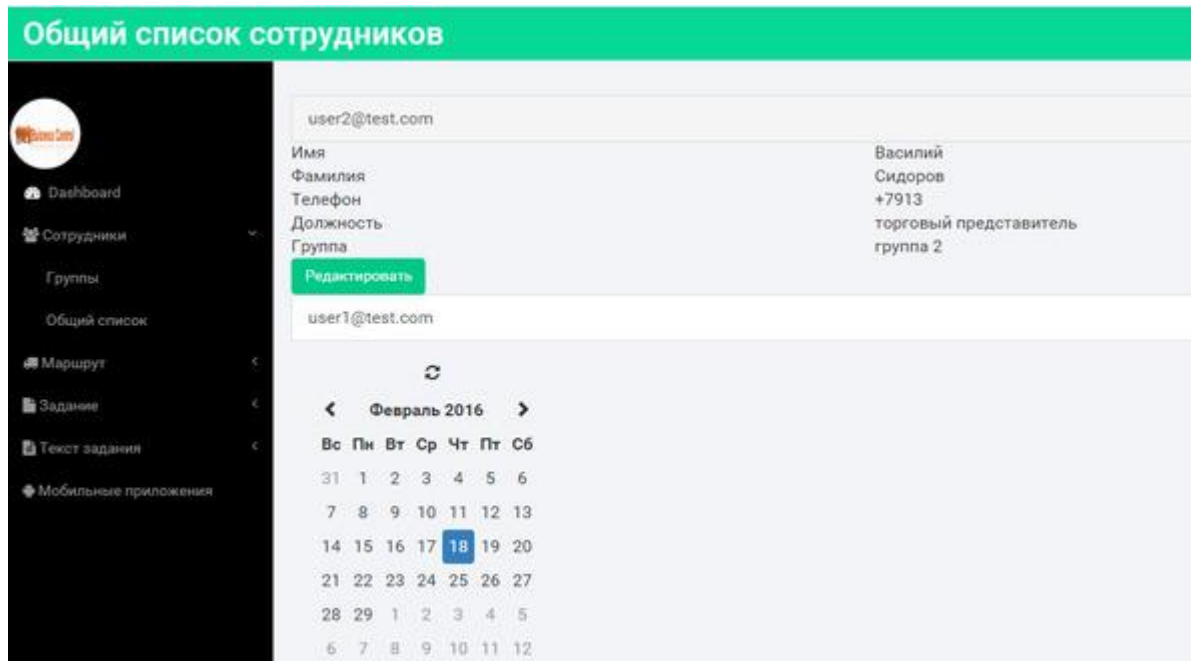 Общий список сотрудников
Dashboard
Сотрудники
Группы
Общий список
Маршрут
Задание
Текст задания
Мобильные приложения
user2@test.com
Имя Василий
Фамилия Сидоров
Телефон +7913
Должность торговый представитель
Группа группа 2
Редактировать
user1@test.com
Февраль 2016
Вс Пн Вт Ср Чт Пт Сб
31 1 2 3 4 5 6
7 8 9 10 11 12 13
14 15 16 17 18 19 20
21 22 23 24 25 26 27
28 29 1 2 3 4 5
6 7 8 9 10 11 12